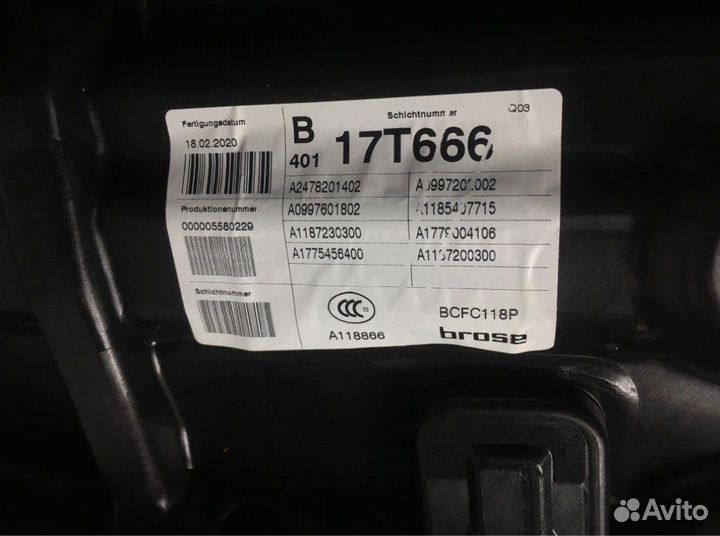 Fertigungsdatum
18.02.2020
Produktionsnummer
000005580229
Schichtnummer
B
401
Schichtnummer
17T666
Q03
A2478201402
A0997601802
A1187230300
A1775456400
CCC S
A118866
BCFC118P
brose
Avito